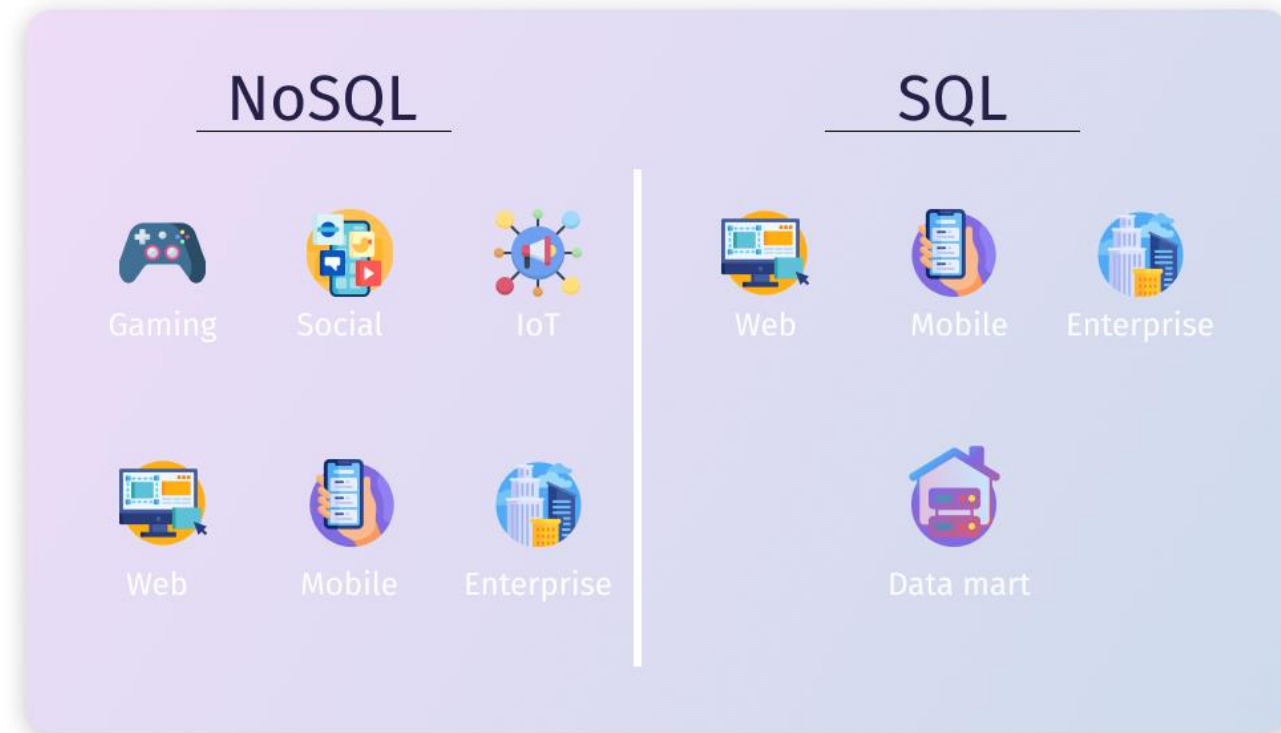 NoSQL
Gaming
Social
IoT
Web
Mobile
Enterprise
SQL
Web
Mobile
Enterprise
Data mart